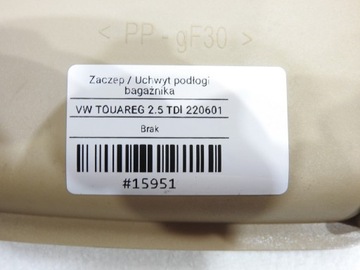 < PP - gF30 >
Zaczep / Uchwyt podłogi
bagażnika
VW TOUAREG 2.5 TDI 220601
Brak
#15951